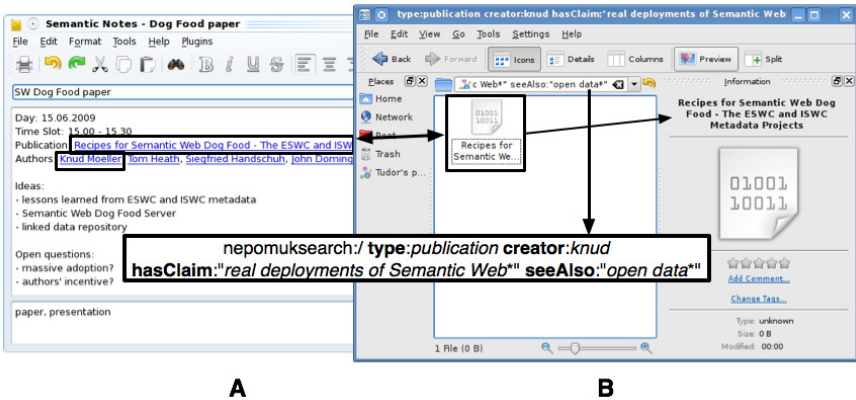 Semantic Notes - Dog Food paper
File Edit Format Tools Help Plugins
SW Dog Food paper
Day: 15.06.2009
Time Slot: 15.00 - 15.30
Publication: Recipes for Semantic Web Dog Food - The ESWC and ISW
Authors: Knud Moeller, Tom Heath, Siegfried Handschuh, John Doming
Ideas:
- lessons learned from ESWC and ISWC metadata
- Semantic Web Dog Food Server
- linked data repository
Open questions:
- massive adoption?
- authors' incentive?
paper, presentation
A
type:publication creator:knud hasClaim:"real deployments of Semantic Web
File Edit View Go Tools Settings Help
Back Forward Icons Details Columns Preview Split
Places
c Web*" seeAlso:"open data*"
Information
Home
Network
Root
Trash
Tudor's p...
Recipes for
Semantic We...
Recipes for Semantic Web Dog
Food - The ESWC and ISWC
Metadata Projects
01001
10011
Add Comment...
Change Tags...
Type: unknown
Size: 0 B
Modified: 00:00
1 File (0 B)
nepomuksearch:/ type:publication creator:knud
hasClaim:"real deployments of Semantic Web*" seeAlso:"open data*"
B